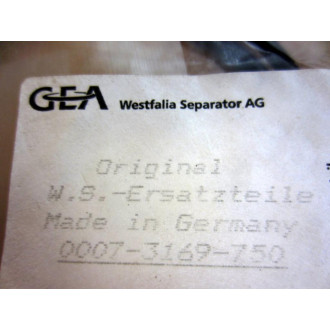 GEA Westfalia Separator AG
Original
W.S.-Ersatzteile
Made in Germany
0007-3169-750